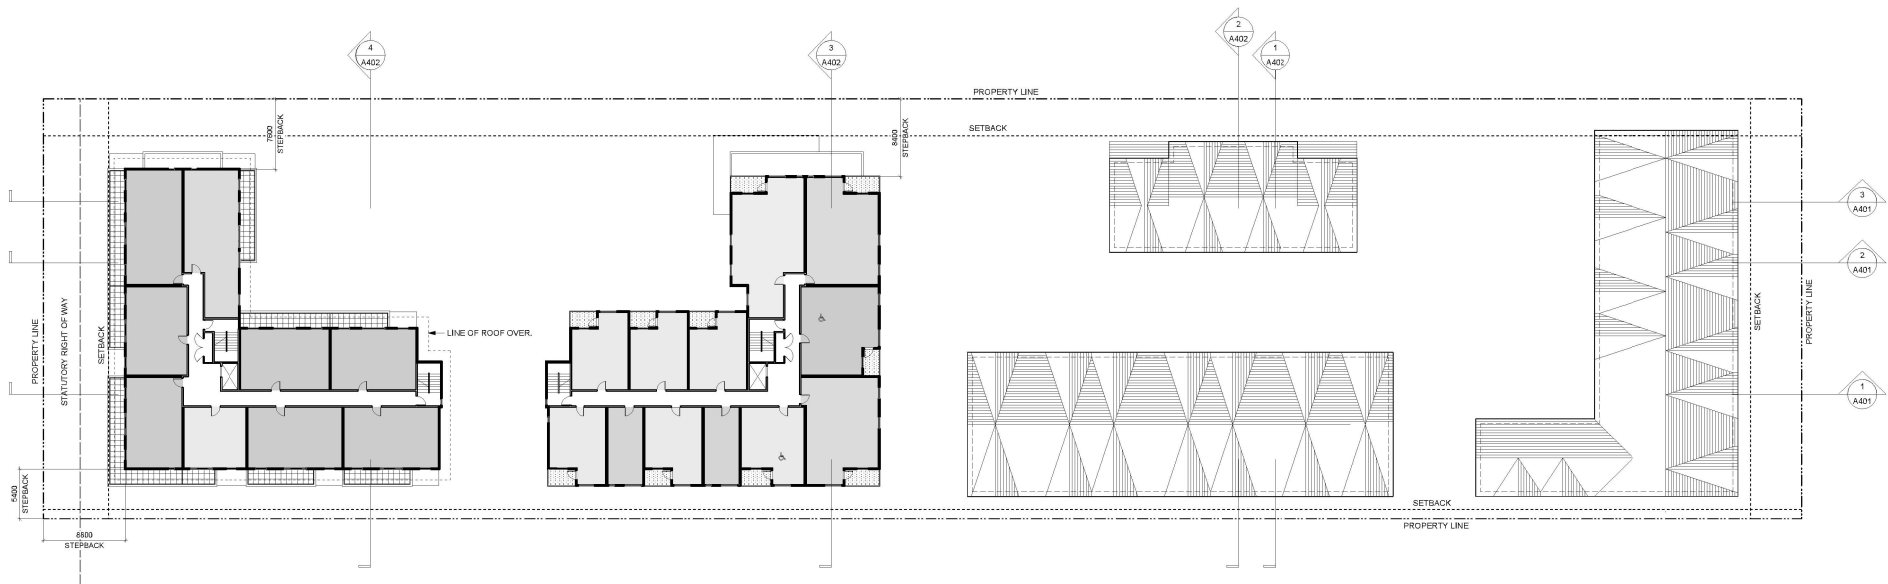 2
A402
4
A402
3
A402
1
A402
PROPERTY LINE
SETBACK
7600
STEPBACK
8400
STEPBACK
3
A401
2
A401
1
A401
LINE OF ROOF OVER.
PROPERTY LINE
STATUTORY RIGHT OF WAY
SETBACK
SETBACK
PROPERTY LINE
STEPBACK
SETBACK
PROPERTY LINE
STEPBACK